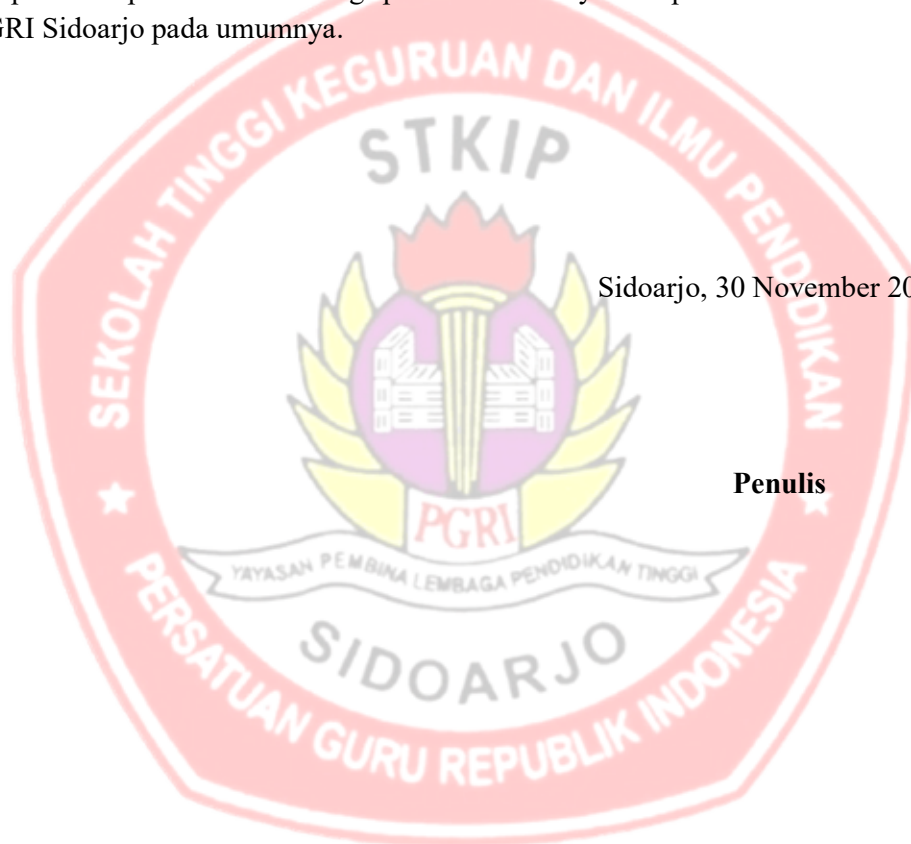 GRI Sidoarjo pada umumnya.
SEKOLAH TINGGI KEGURUAN DAN ILMU PENDIDIKAN
STKIP
Sidoarjo, 30 November 20
Penulis
PGRI
YAYASAN PEMBINA LEMBAGA PENDIDIKAN TINGGI
SIDOARJO
PERSATUAN GURU REPUBLIK INDONESIA